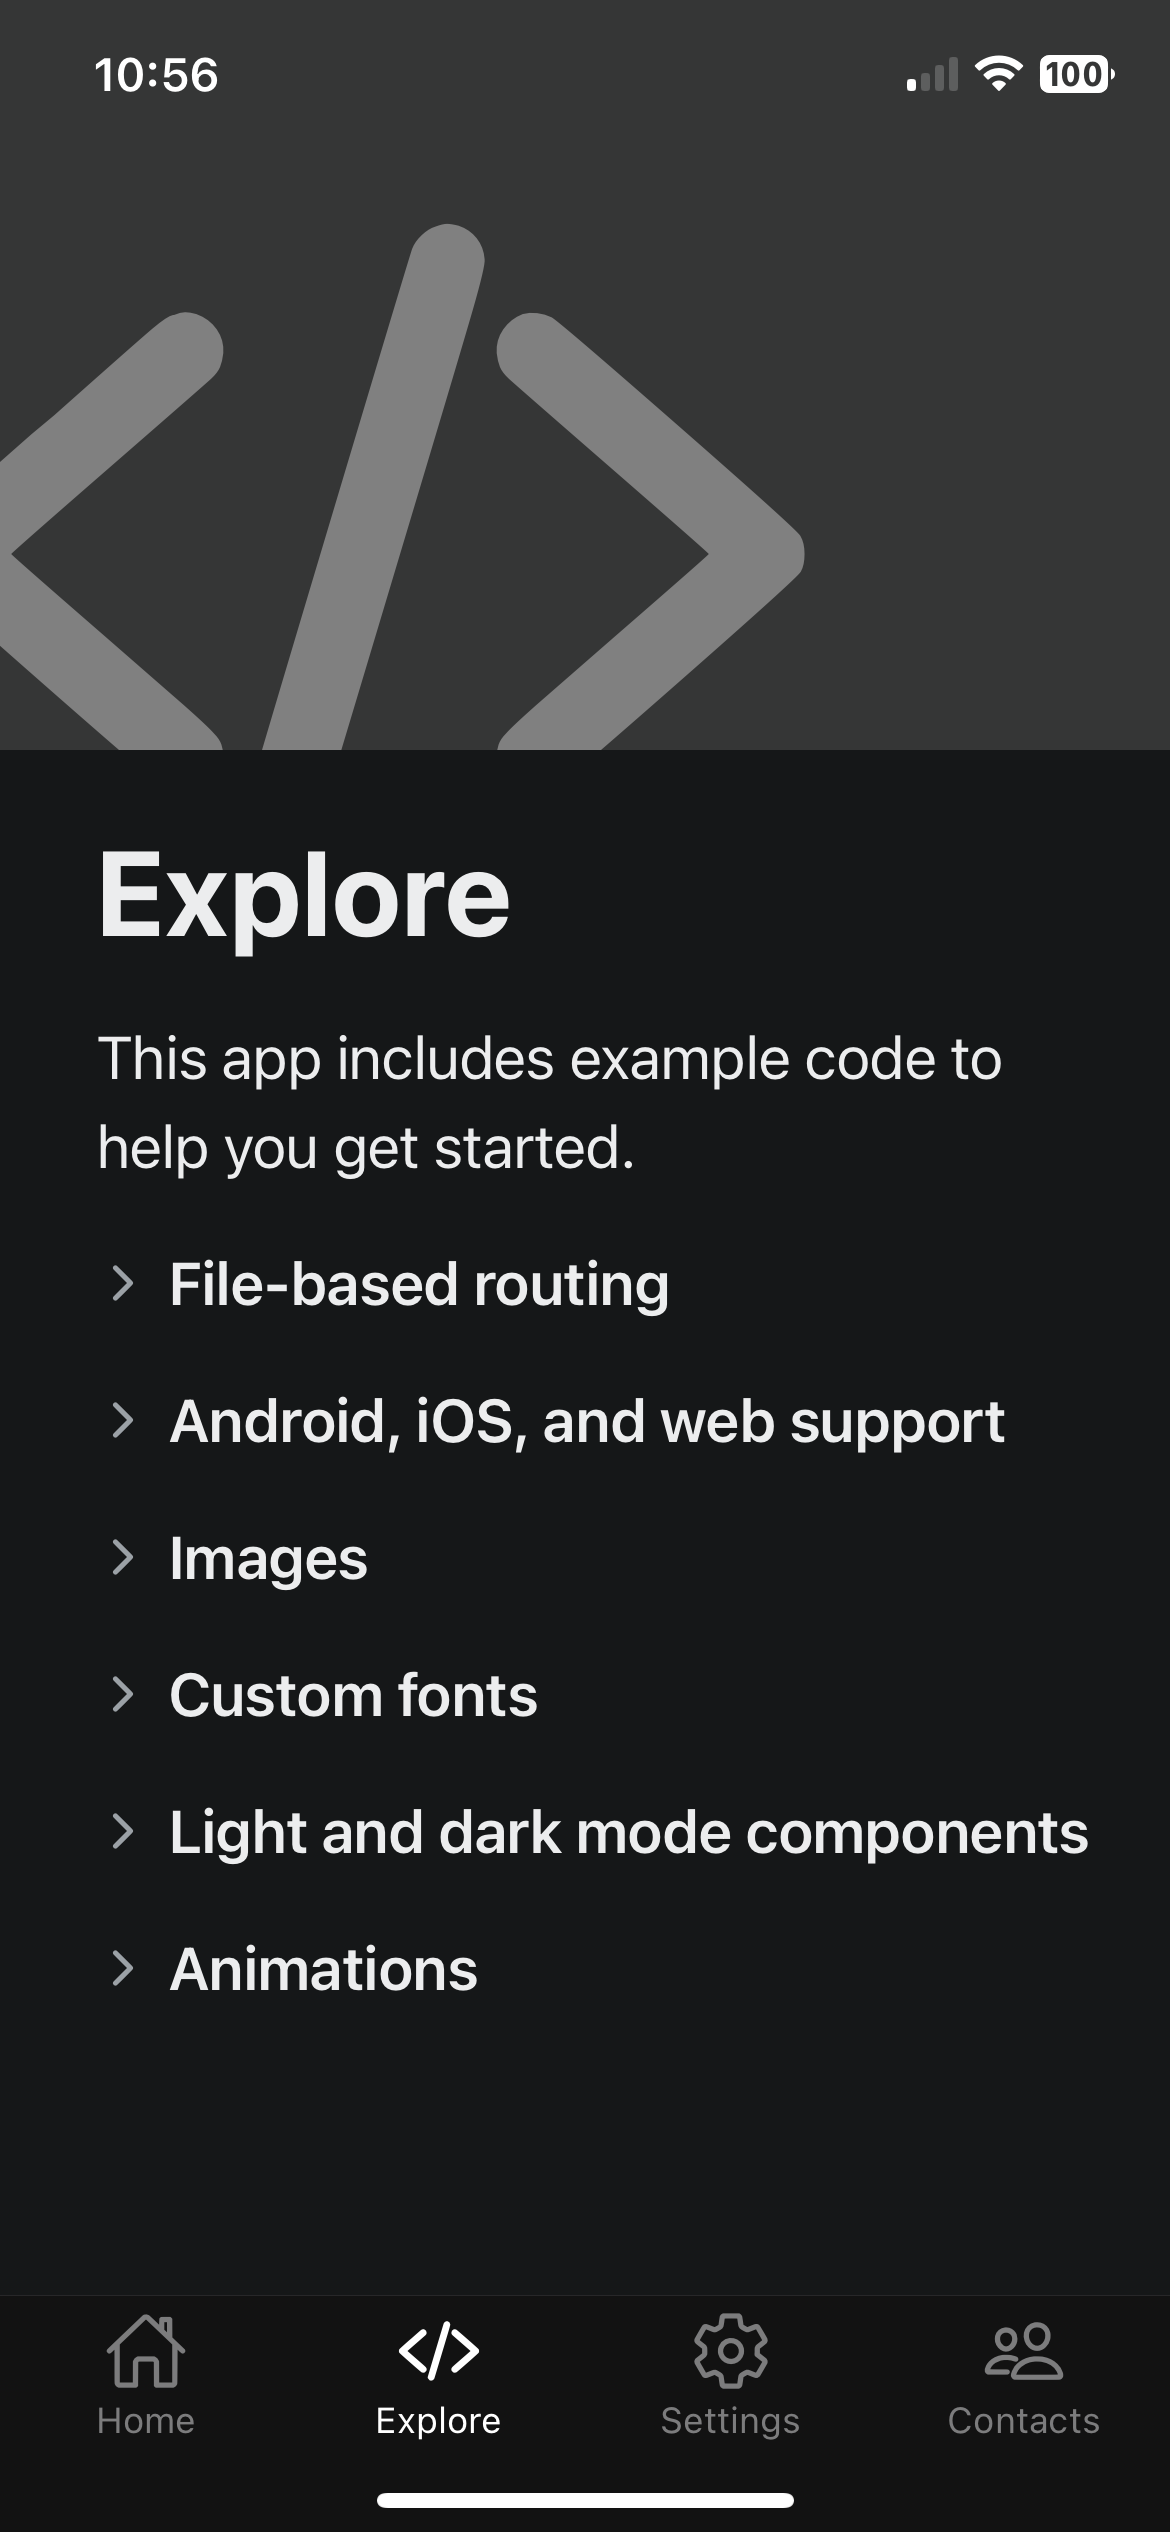 10:56
100
Explore
This app includes example code to
help you get started.
File-based routing
Android, iOS, and web support
Images
Custom fonts
Light and dark mode components
Animations
Home
Explore
Settings
Contacts